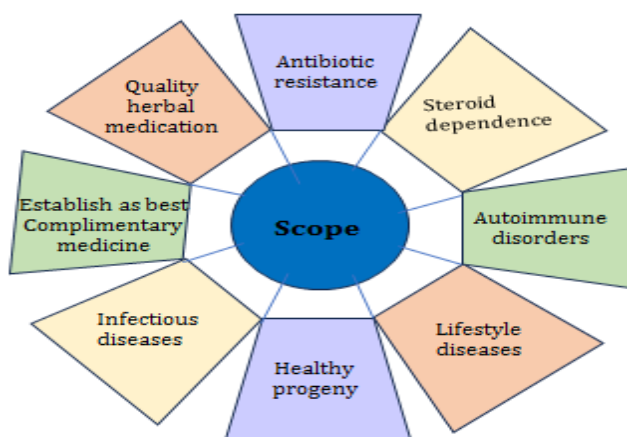 Antibiotic
resistance
Steroid
dependence
Autoimmune
disorders
Lifestyle
diseases
Healthy
progeny
Infectious
diseases
Establish as best
Complimentary
medicine
Quality
herbal
medication
Scope